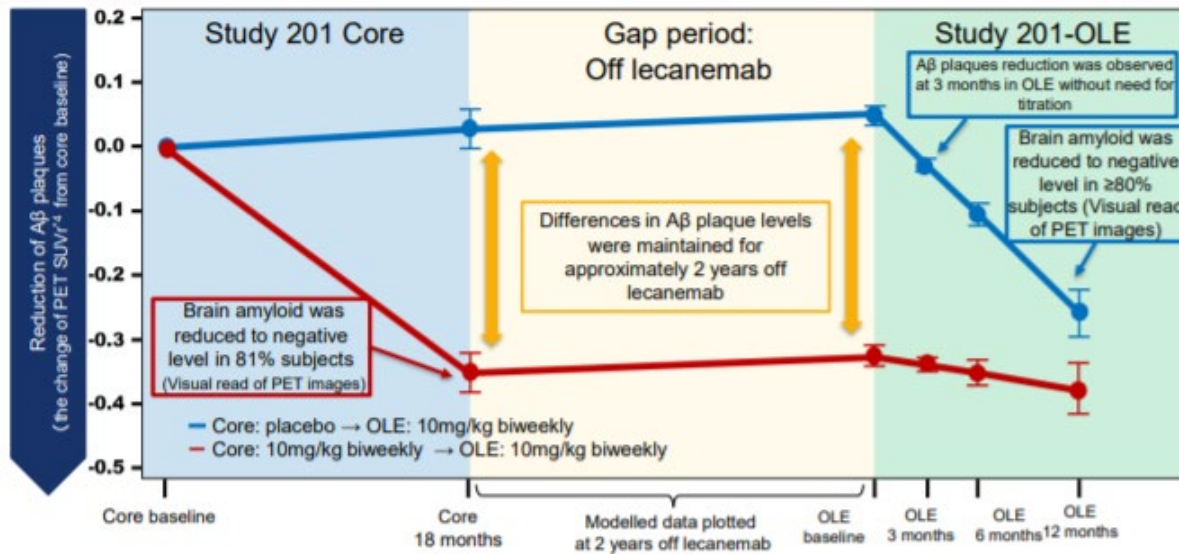 Reduction of Aβ plaques
(the change of PET SUVr*4 from core baseline)
0.2
0.1
0.0
-0.1
-0.2
-0.3
-0.4
-0.5
Study 201 Core
Gap period:
Off lecanemab
Study 201-OLE
Aβ plaques reduction was observed
at 3 months in OLE without need for
titration
Brain amyloid was
reduced to negative
level in ≥80%
subjects (Visual read
of PET images)
Differences in Aβ plaque levels
were maintained for
approximately 2 years off
lecanemab
Brain amyloid was
reduced to negative
level in 81% subjects
(Visual read of PET images)
Core: placebo → OLE: 10mg/kg biweekly
Core: 10mg/kg biweekly → OLE: 10mg/kg biweekly
Core baseline
Core
18 months
Modelled data plotted
at 2 years off lecanemab
OLE
baseline
OLE
3 months
OLE
6 months
OLE
12 months